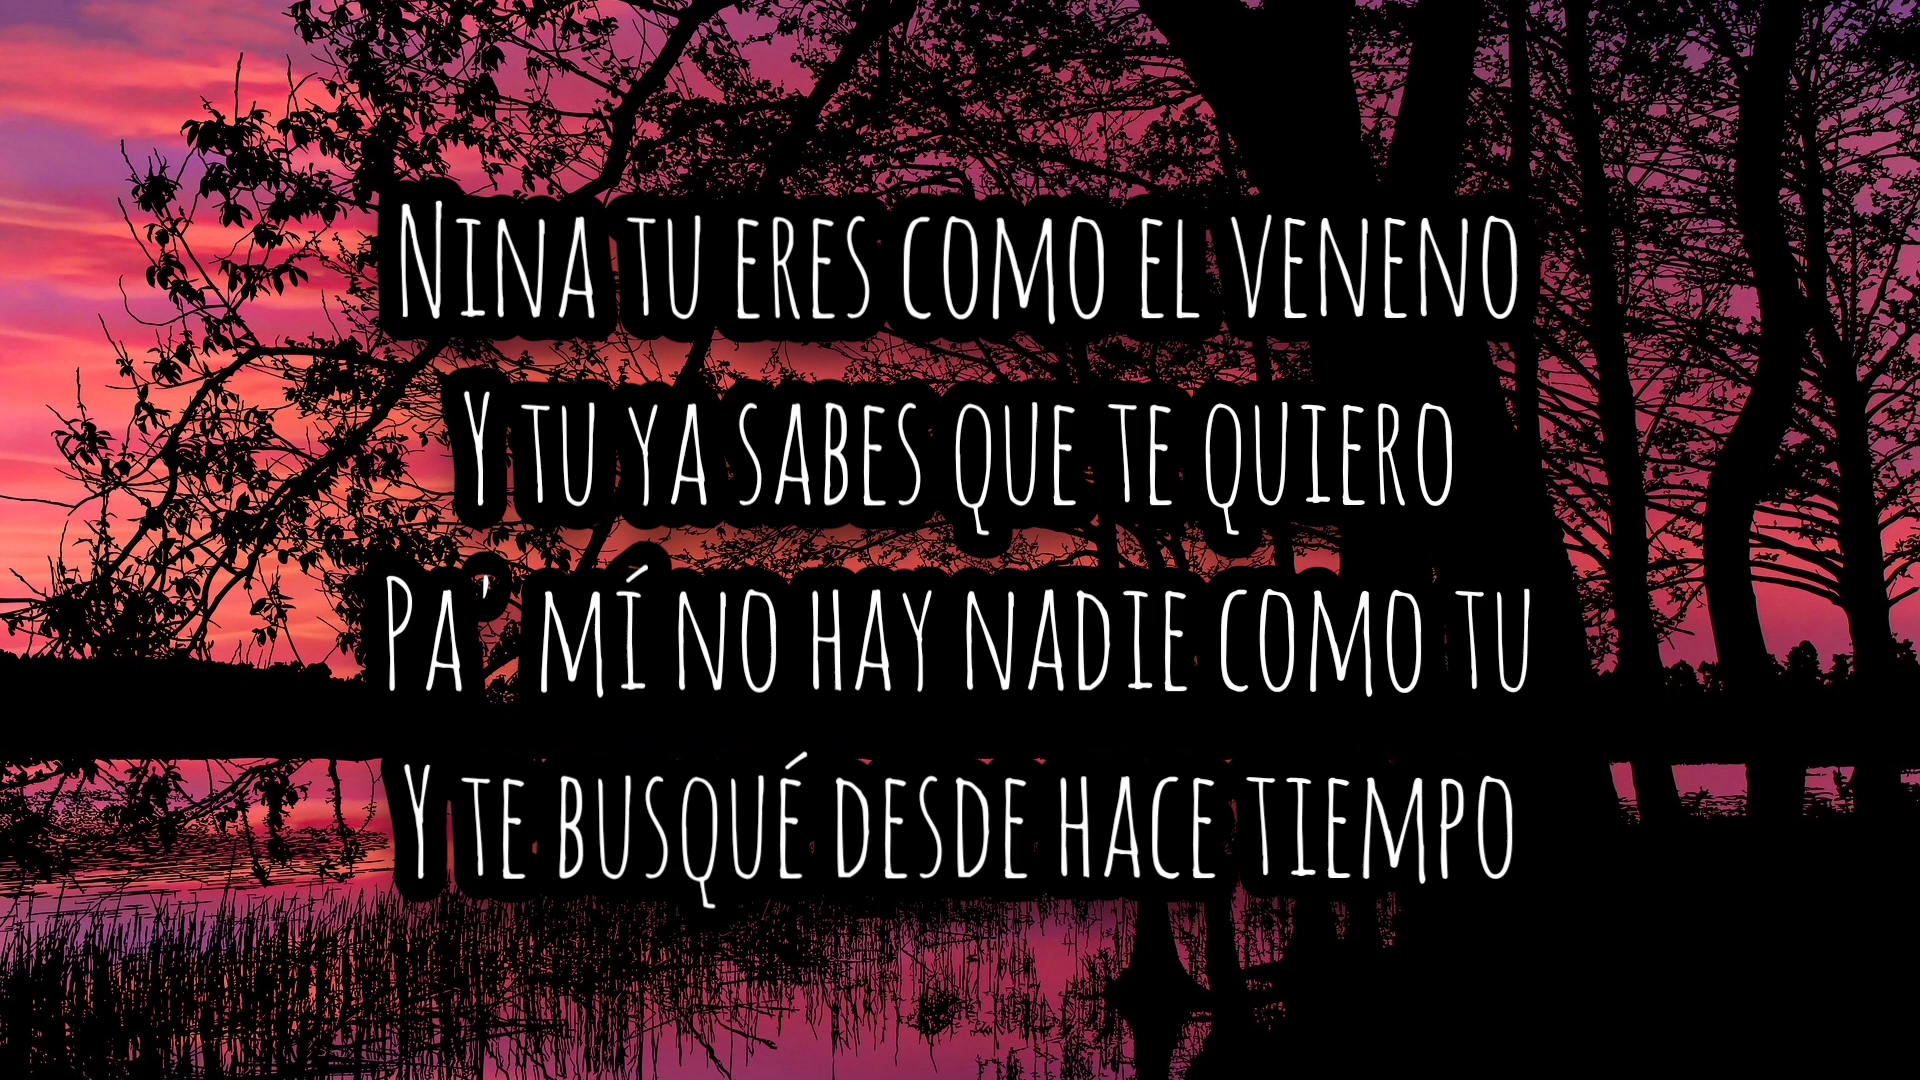 Nina tu eres como el veneno
Y tu ya sabes que te quiero
Pa' mí no hay nadie como tu
Y te busqué desde hace tiempo